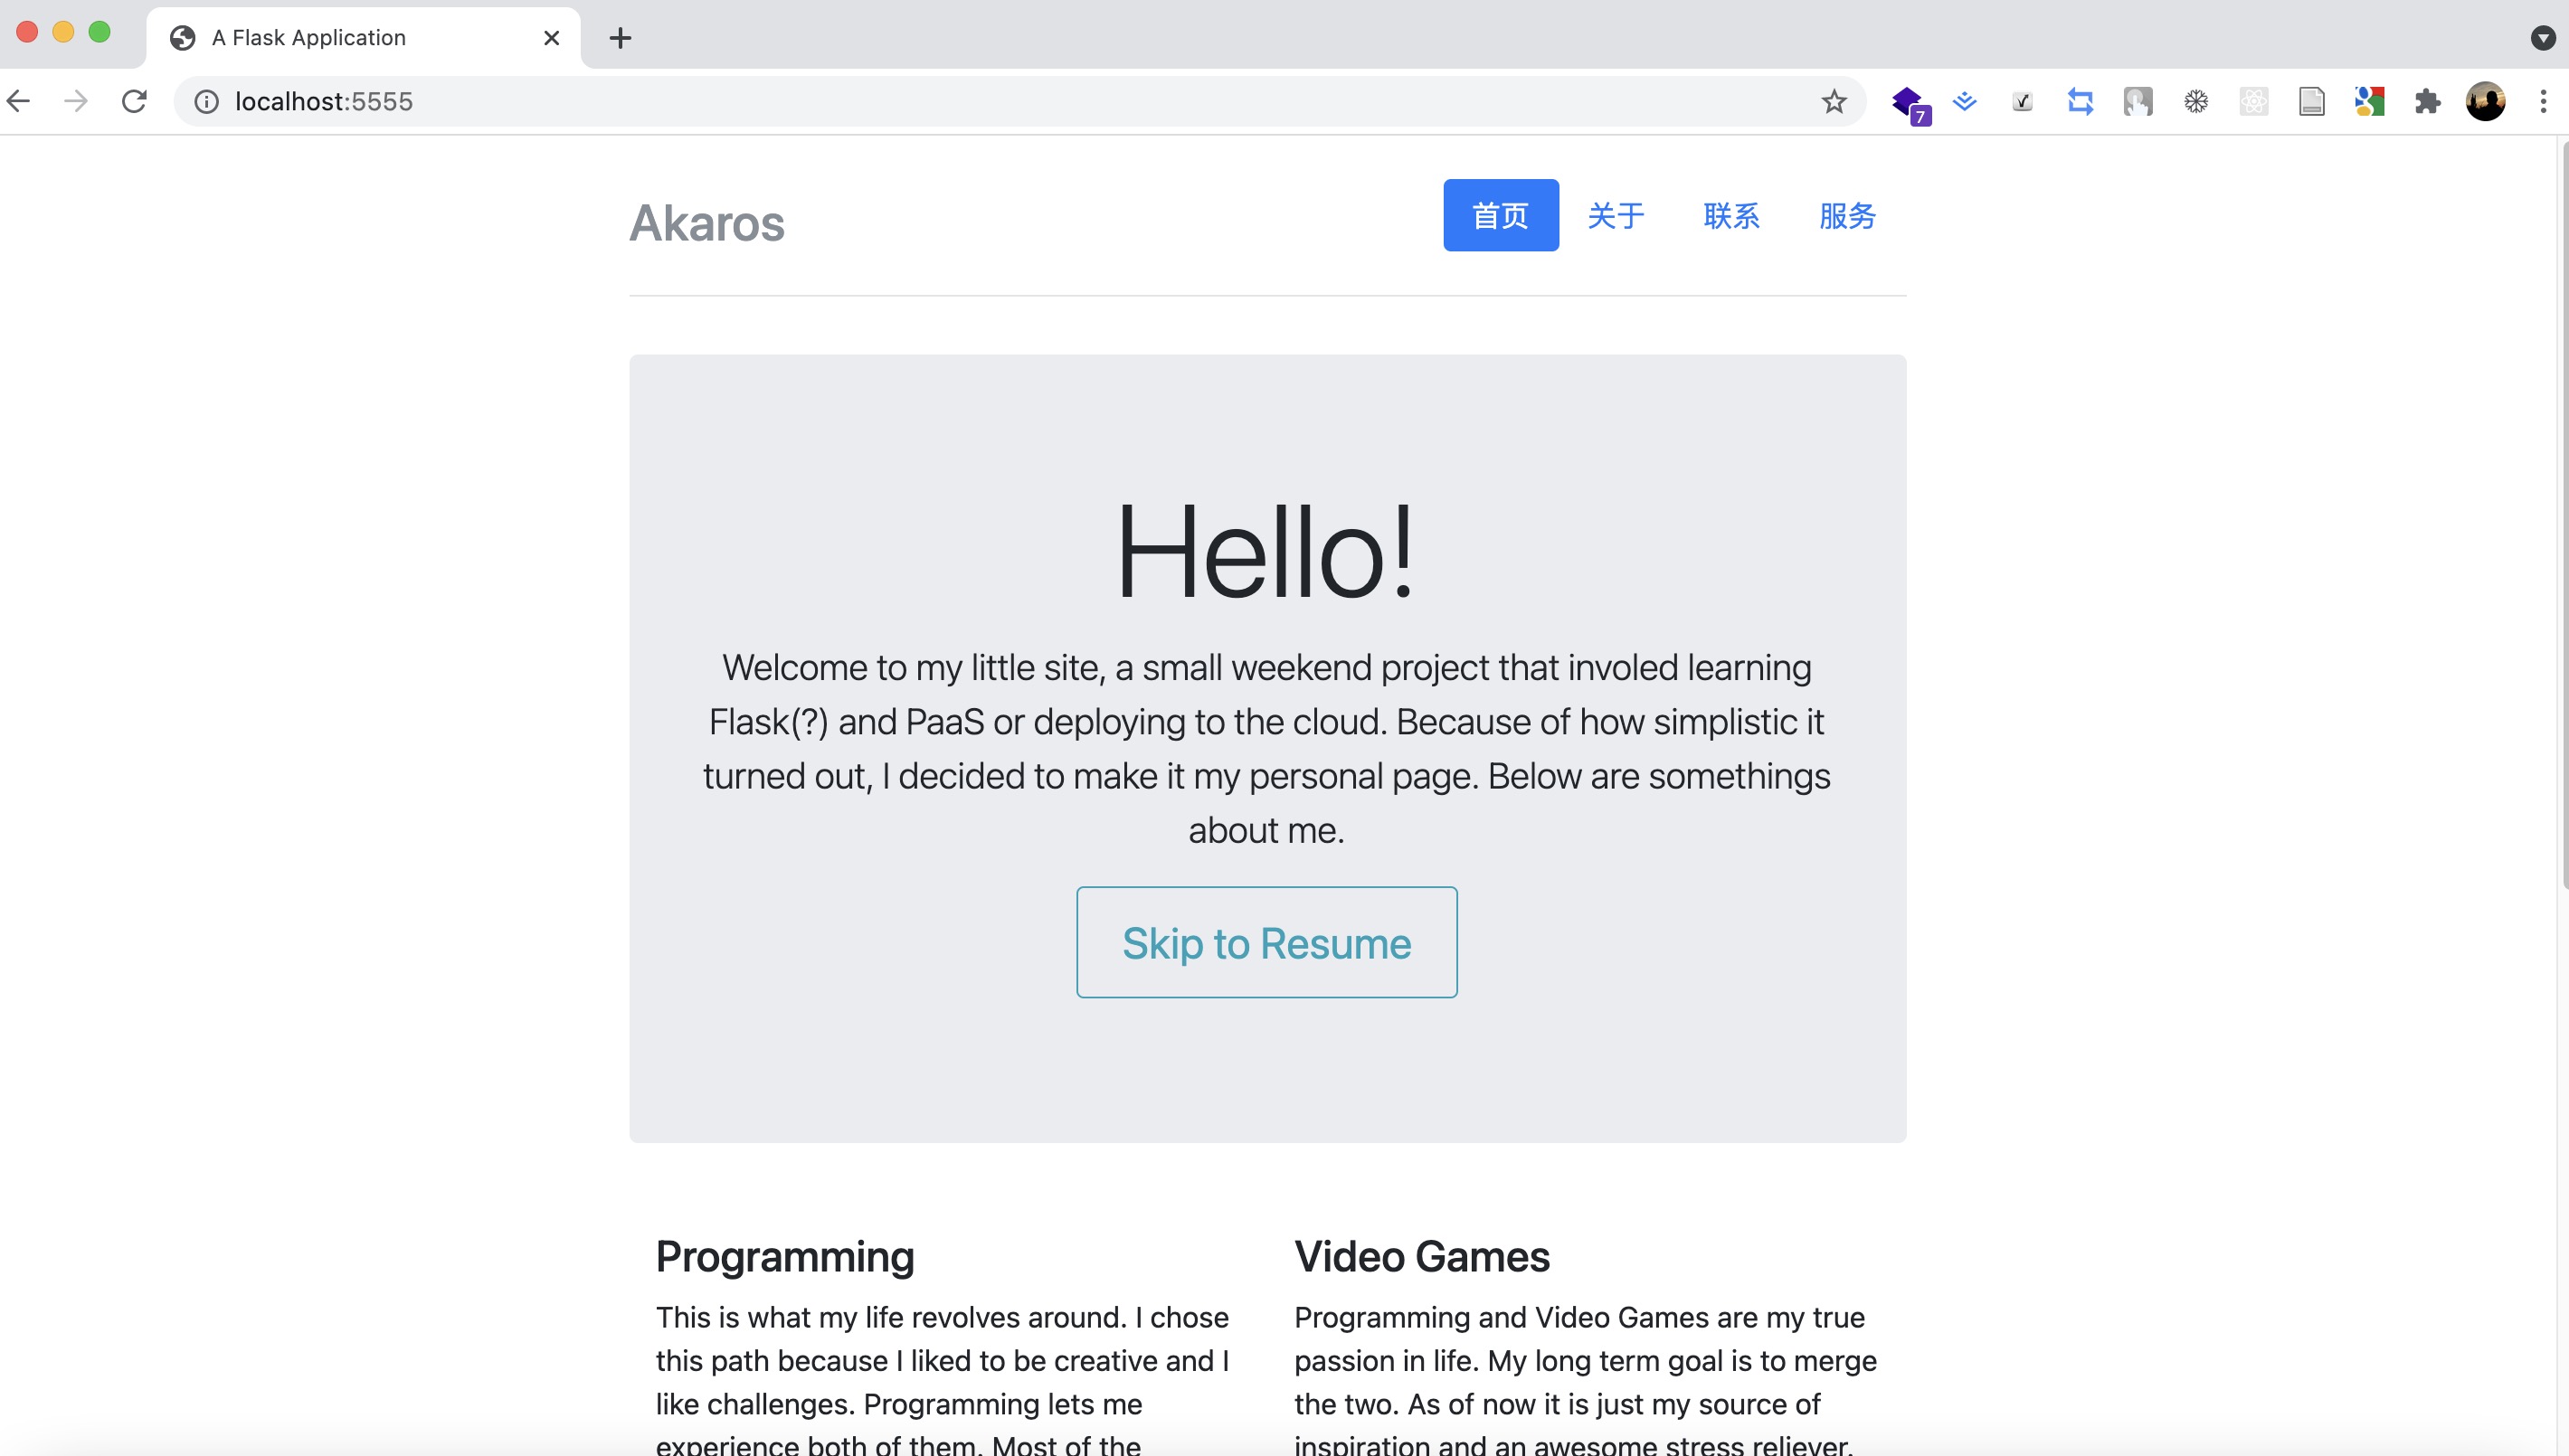 A Flask Application
localhost:5555
7
Akaros
首页 关于 联系 服务
Hello!
Welcome to my little site, a small weekend project that involed learning
Flask(?) and PaaS or deploying to the cloud. Because of how simplistic it
turned out, I decided to make it my personal page. Below are somethings
about me.
Skip to Resume
Programming
This is what my life revolves around. I chose
this path because I liked to be creative and I
like challenges. Programming lets me
experience both of them. Most of the
Video Games
Programming and Video Games are my true
passion in life. My long term goal is to merge
the two. As of now it is just my source of
inspiration and an awesome stress reliever.